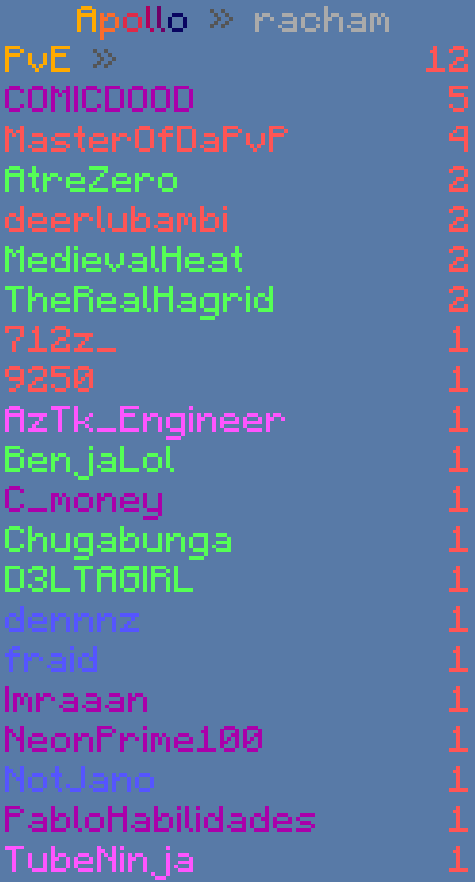 Apollo » racham
PvE » 12
COMICDOOD 5
MasterOfDaPvP 4
AtreZero 2
deerlubambi 2
MedievalHeat 2
TheRealHagrid 2
712z_ 1
9250 1
AzTk_Engineer 1
BenjaLol 1
C_money 1
Chugabunga 1
D3LTAGIRL 1
dennnz 1
fraid 1
Imraaan 1
NeonPrime100 1
NotJano 1
PabloHabilidades 1
TubeNinja 1